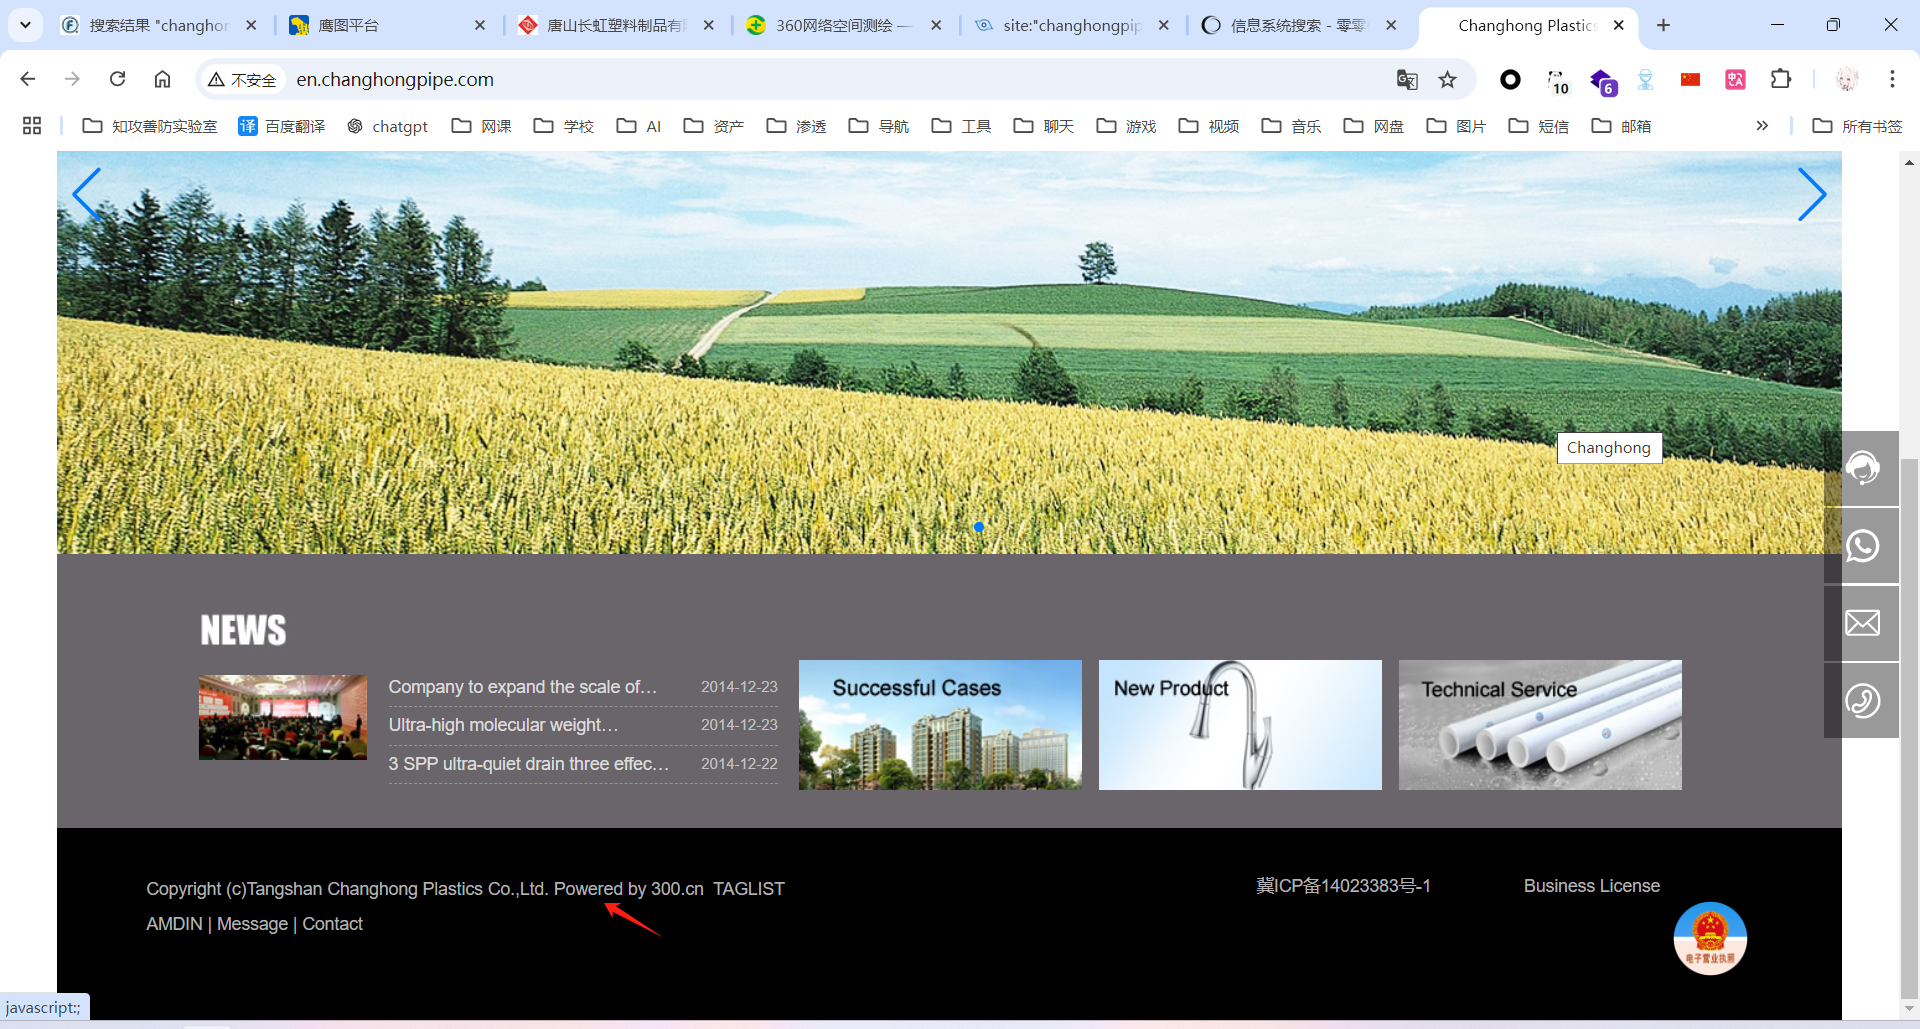 搜索结果 "changhor
鹰图平台
唐山长虹塑料制品有
360网络空间测绘 —
site:"changhongpip
信息系统搜索 - 零零
Changhong Plastics
不安全
en.changhongpipe.com
10
6
知攻善防实验室
译 百度翻译
chatgpt
网课
学校
AI
资产
渗透
导航
工具
聊天
游戏
视频
音乐
网盘
图片
短信
邮箱
所有书签
Changhong
NEWS
Company to expand the scale of… 2014-12-23
Ultra-high molecular weight… 2014-12-23
3 SPP ultra-quiet drain three effec… 2014-12-22
Successful Cases
New Product
Technical Service
Copyright (c)Tangshan Changhong Plastics Co.,Ltd. Powered by 300.cn TAGLIST
冀ICP备14023383号-1
Business License
AMDIN | Message | Contact
电子营业执照
javascript:;